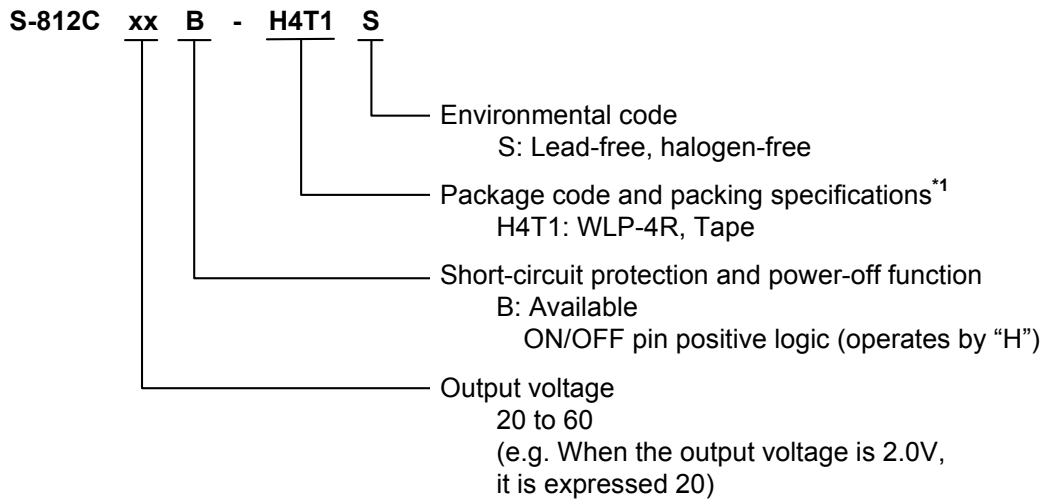 S-812C xx B - H4T1 S
Environmental code
S: Lead-free, halogen-free
Package code and packing specifications*1
H4T1: WLP-4R, Tape
Short-circuit protection and power-off function
B: Available
ON/OFF pin positive logic (operates by “H”)
Output voltage
20 to 60
(e.g. When the output voltage is 2.0V,
it is expressed 20)